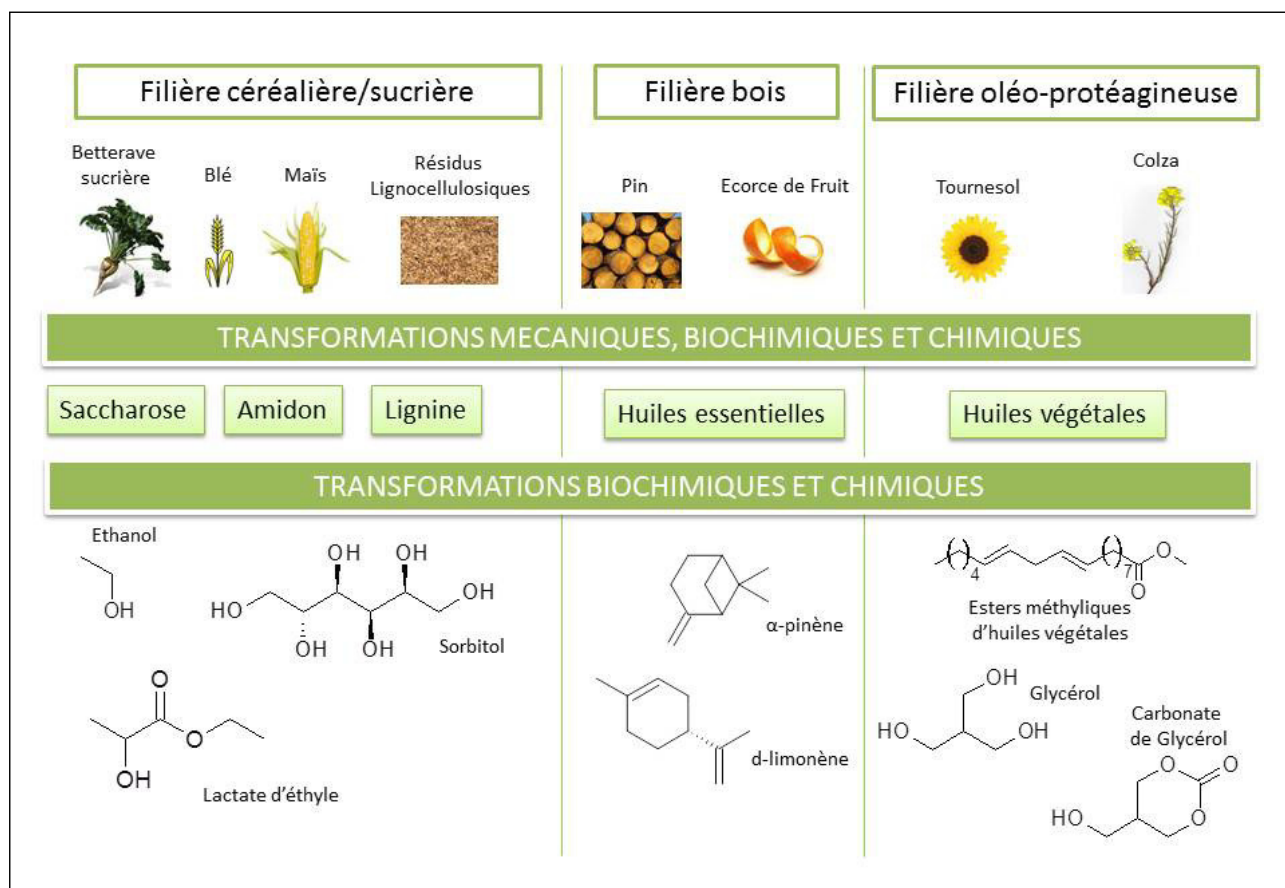 Filière céréalière/sucrière
Filière bois
Filière oléo-protéagineuse
Betterave
sucrière
Blé
Maïs
Résidus
Lignocellulosiques
Pin
Ecorce de Fruit
Tournesol
Colza
TRANSFORMATIONS MECANIQUES, BIOCHIMIQUES ET CHIMIQUES
Saccharose
Amidon
Lignine
Huiles essentielles
Huiles végétales
TRANSFORMATIONS BIOCHIMIQUES ET CHIMIQUES
Ethanol
OH
OH
OH
HO
OH
OH
OH
Sorbitol
O
O
OH
Lactate d'éthyle
α-pinène
d-limonène
4
7
O
O
Esters méthyliques
d'huiles végétales
OH
Glycérol
HO
OH
Carbonate
de Glycérol
O
O
O
HO